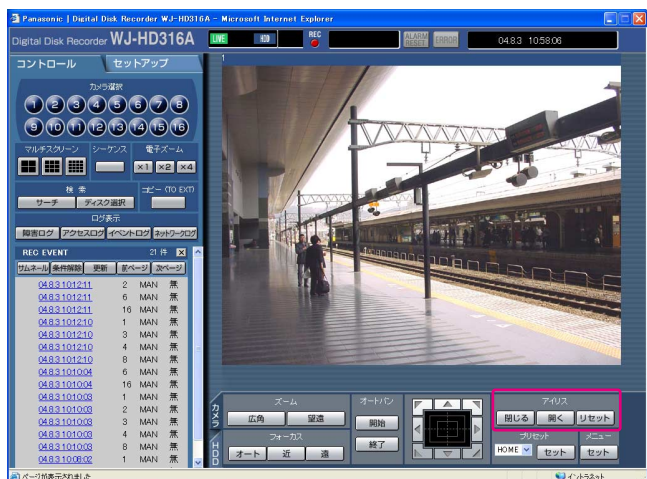 Panasonic | Digital Disk Recorder WJ-HD316A - Microsoft Internet Explorer
Digital Disk Recorder WJ-HD316A
LIVE HDD REC ALARM RESET ERROR 04.8.3 10:58:06
コントロール セットアップ
1
カメラ選択
1 2 3 4 5 6 7 8
9 10 11 12 13 14 15 16
マルチスクリーン シーケンス 電子ズーム
×1 ×2 ×4
検 索 コピー (TO EXT)
サーチ ディスク選択
ログ表示
障害ログ アクセスログ イベントログ ネットワークログ
REC EVENT 21 件 X
サムネール 条件解除 更新 前ページ 次ページ
04.8.3 10:12:11 2 MAN 無
04.8.3 10:12:11 6 MAN 無
04.8.3 10:12:11 16 MAN 無
04.8.3 10:12:10 1 MAN 無
04.8.3 10:12:10 3 MAN 無
04.8.3 10:12:10 4 MAN 無
04.8.3 10:12:10 8 MAN 無
04.8.3 10:10:04 6 MAN 無
04.8.3 10:10:04 16 MAN 無
04.8.3 10:10:03 1 MAN 無
04.8.3 10:10:03 2 MAN 無
04.8.3 10:10:03 3 MAN 無
04.8.3 10:10:03 4 MAN 無
04.8.3 10:10:03 8 MAN 無
04.8.3 10:08:02 1 MAN 無
カメラ
HDD
ズーム
広角 望遠
フォーカス
オート 近 遠
オートパン
開始
終了
アイリス
閉じる 開く リセット
プリセット メニュー
HOME セット セット
ページが表示されました イントラネット